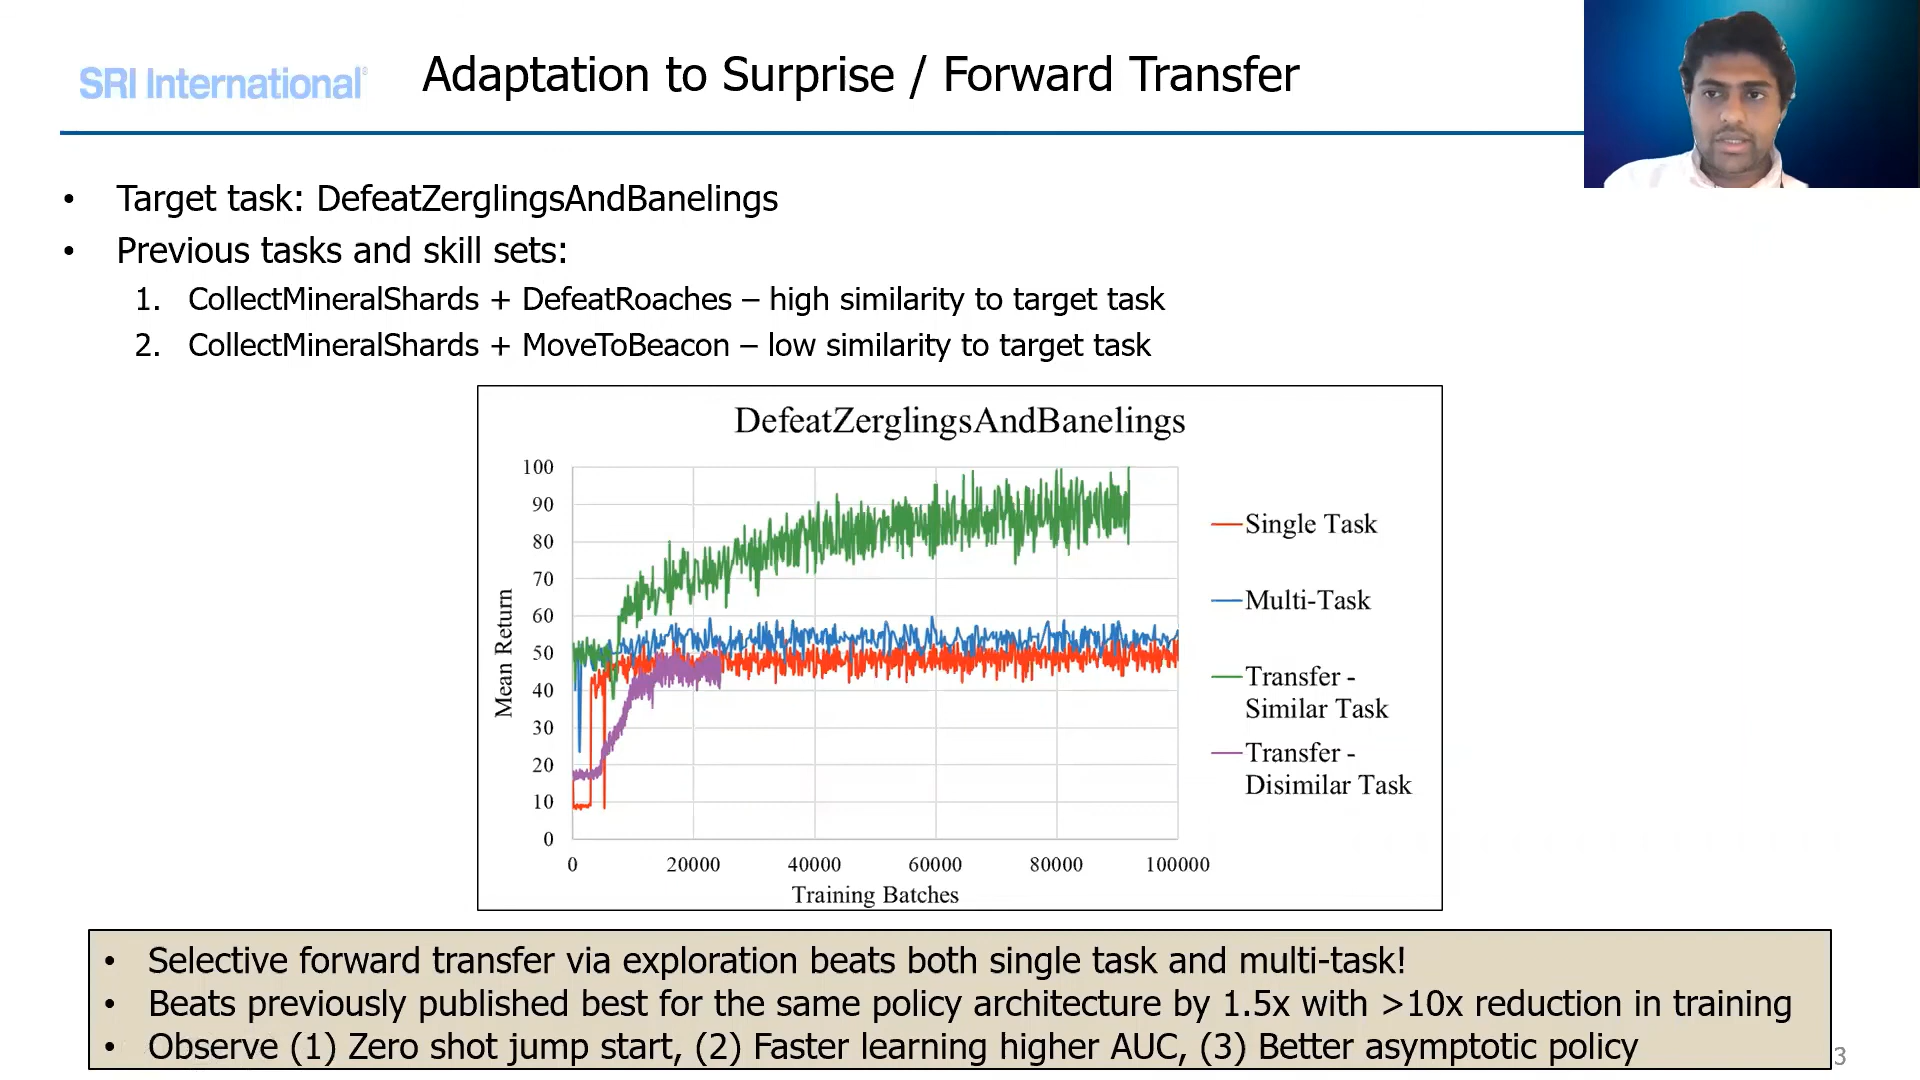 SRI International®
Adaptation to Surprise / Forward Transfer
• Target task: DefeatZerglingsAndBanelings
• Previous tasks and skill sets:
1. CollectMineralShards + DefeatRoaches – high similarity to target task
2. CollectMineralShards + MoveToBeacon – low similarity to target task
DefeatZerglingsAndBanelings
100
90
80
70
60
50
40
30
20
10
0
Mean Return
0 20000 40000 60000 80000 100000
Training Batches
Single Task
Multi-Task
Transfer -
Similar Task
Transfer -
Disimilar Task
• Selective forward transfer via exploration beats both single task and multi-task!
• Beats previously published best for the same policy architecture by 1.5x with >10x reduction in training
• Observe (1) Zero shot jump start, (2) Faster learning higher AUC, (3) Better asymptotic policy
3